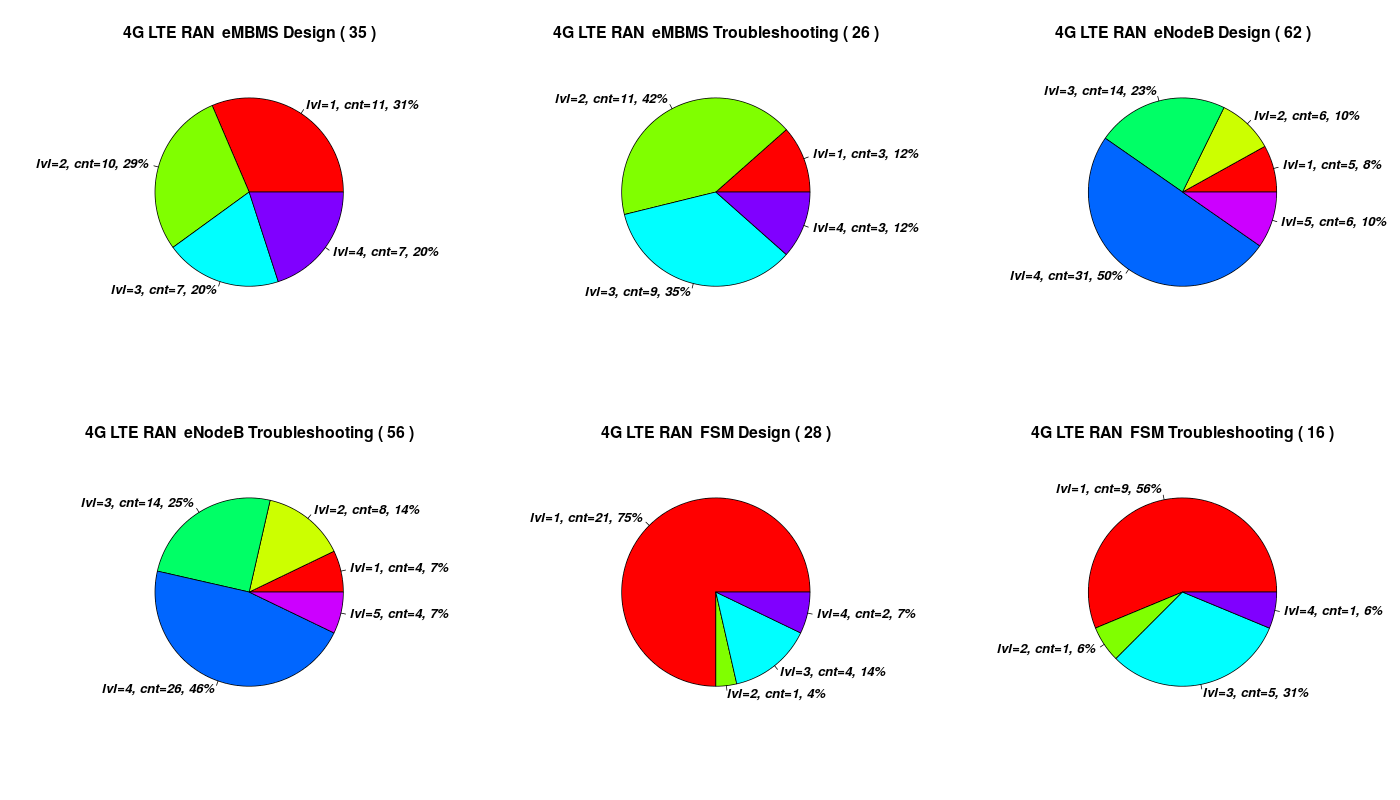 4G LTE RAN  eMBMS Design ( 35 )
lvl=1, cnt=11, 31%
lvl=2, cnt=10, 29%
lvl=3, cnt=7, 20%
lvl=4, cnt=7, 20%
4G LTE RAN  eMBMS Troubleshooting ( 26 )
lvl=1, cnt=3, 12%
lvl=2, cnt=11, 42%
lvl=3, cnt=9, 35%
lvl=4, cnt=3, 12%
4G LTE RAN  eNodeB Design ( 62 )
lvl=1, cnt=5, 8%
lvl=2, cnt=6, 10%
lvl=3, cnt=14, 23%
lvl=4, cnt=31, 50%
lvl=5, cnt=6, 10%
4G LTE RAN  eNodeB Troubleshooting ( 56 )
lvl=1, cnt=4, 7%
lvl=2, cnt=8, 14%
lvl=3, cnt=14, 25%
lvl=4, cnt=26, 46%
lvl=5, cnt=4, 7%
4G LTE RAN  FSM Design ( 28 )
lvl=1, cnt=21, 75%
lvl=2, cnt=1, 4%
lvl=3, cnt=4, 14%
lvl=4, cnt=2, 7%
4G LTE RAN  FSM Troubleshooting ( 16 )
lvl=1, cnt=9, 56%
lvl=2, cnt=1, 6%
lvl=3, cnt=5, 31%
lvl=4, cnt=1, 6%